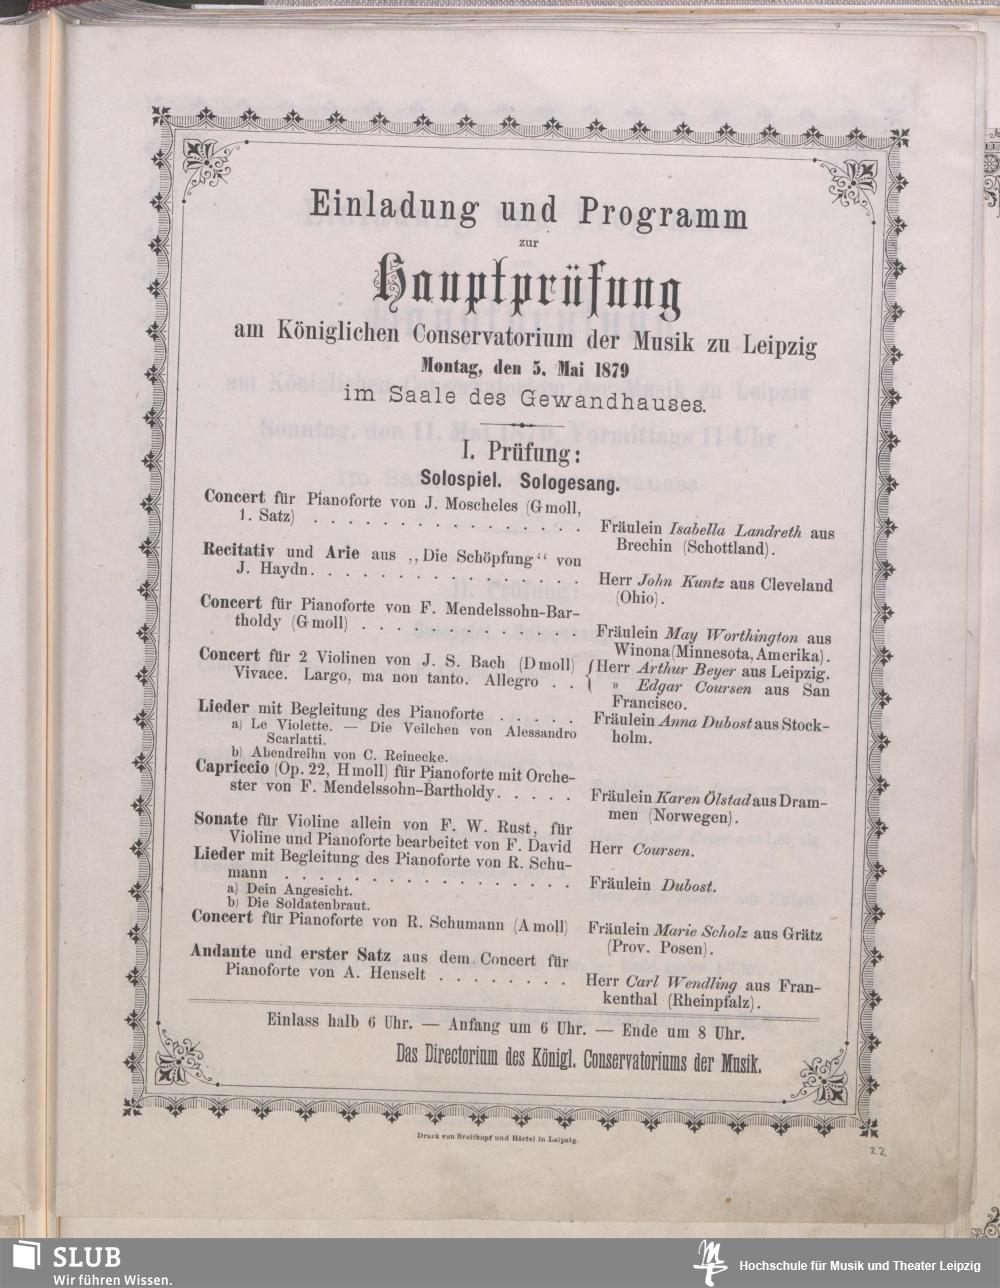 Einladung und Programm
zur
Hauptprüfung
am Königlichen Conservatorium der Musik zu Leipzig
Montag, den 5. Mai 1879
im Saale des Gewandhauses.
I. Prüfung:
Solospiel. Sologesang.
Concert für Pianoforte von J. Moscheles (G moll,
1. Satz) . . . . . . . . . . . . . . . . Fräulein Isabella Landreth aus
Brechin (Schottland).
Recitativ und Arie aus „Die Schöpfung“ von
J. Haydn. . . . . . . . . . . . . . . . Herr John Kuntz aus Cleveland
(Ohio).
Concert für Pianoforte von F. Mendelssohn-Bar-
tholdy (G moll) . . . . . . . . . . . . . Fräulein May Worthington aus
Winona (Minnesota, Amerika).
Concert für 2 Violinen von J. S. Bach (D moll) { Herr Arthur Beyer aus Leipzig.
Vivace. Largo, ma non tanto. Allegro . . » Edgar Coursen aus San
Francisco.
Lieder mit Begleitung des Pianoforte . . . . . Fräulein Anna Dubost aus Stock-
holm.
a) Le Violette. — Die Veilchen von Alessandro
Scarlatti.
b) Abendreihn von C. Reinecke.
Capriccio (Op. 22, H moll) für Pianoforte mit Orche-
ster von F. Mendelssohn-Bartholdy. . . . . Fräulein Karen Ölstad aus Dram-
men (Norwegen).
Sonate für Violine allein von F. W. Rust, für
Violine und Pianoforte bearbeitet von F. David Herr Coursen.
Lieder mit Begleitung des Pianoforte von R. Schu-
mann . . . . . . . . . . . . . . . . . Fräulein Dubost.
a) Dein Angesicht.
b) Die Soldatenbraut.
Concert für Pianoforte von R. Schumann (A moll) Fräulein Marie Scholz aus Grätz
(Prov. Posen).
Andante und erster Satz aus dem Concert für
Pianoforte von A. Henselt . . . . . . . . Herr Carl Wendling aus Fran-
kenthal (Rheinpfalz).
Einlass halb 6 Uhr. — Anfang um 6 Uhr. — Ende um 8 Uhr.
Das Directorium des Königl. Conservatoriums der Musik.
Druck von Breitkopf und Härtel in Leipzig.
22
SLUB
Wir führen Wissen.
Hochschule für Musik und Theater Leipzig